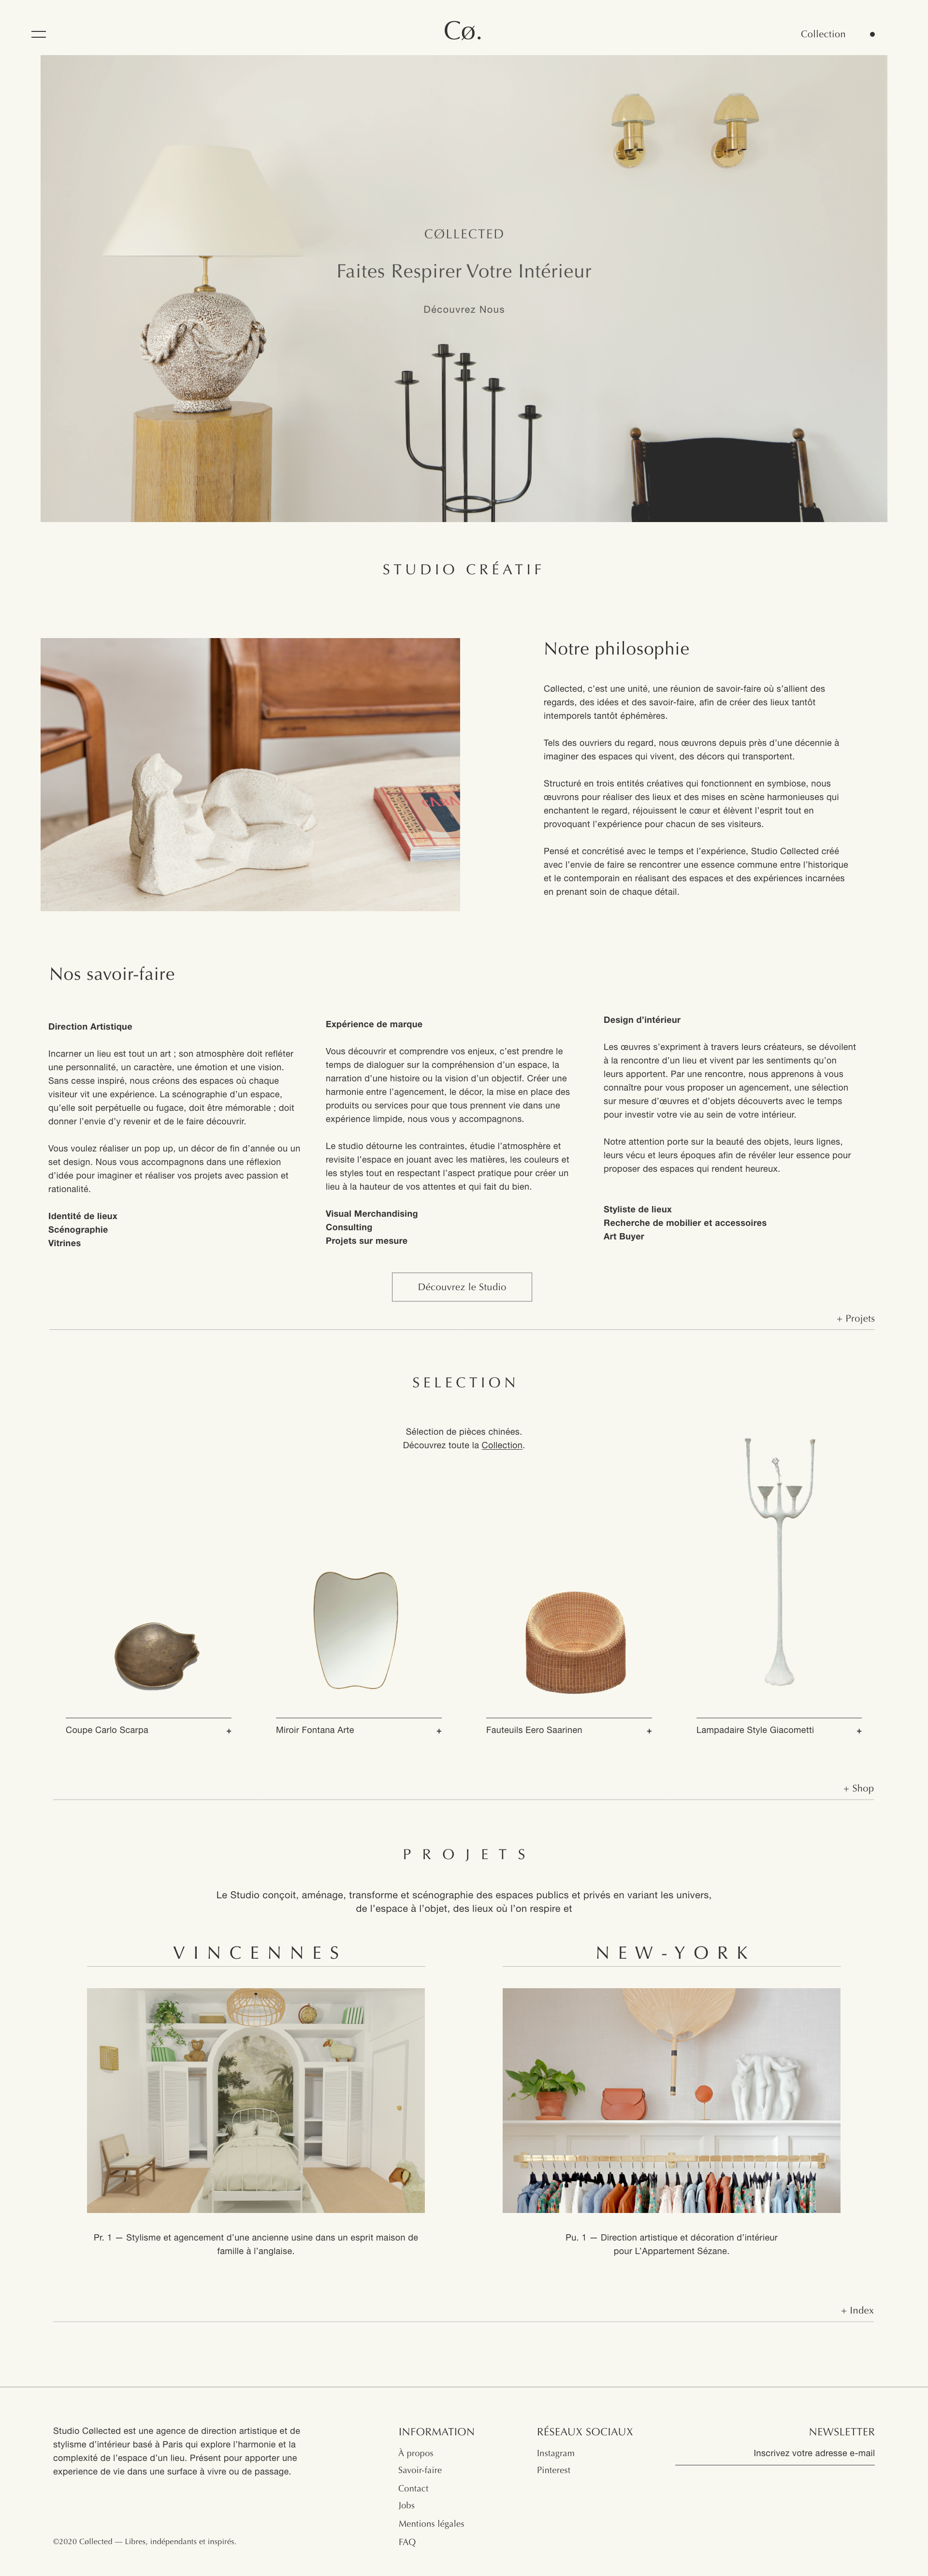 Cø.
Collection
CØLLECTED
Faites Respirer Votre Intérieur
Découvrez Nous
STUDIO CRÉATIF
Notre philosophie
Cøllected, c’est une unité, une réunion de savoir-faire où s’allient des
regards, des idées et des savoir-faire, afin de créer des lieux tantôt
intemporels tantôt éphémères.
Tels des ouvriers du regard, nous œuvrons depuis près d’une décennie à
imaginer des espaces qui vivent, des décors qui transportent.
Structuré en trois entités créatives qui fonctionnent en symbiose, nous
œuvrons pour réaliser des lieux et des mises en scène harmonieuses qui
enchantent le regard, réjouissent le cœur et élèvent l’esprit tout en
provoquant l’expérience pour chacun de ses visiteurs.
Pensé et concrétisé avec le temps et l’expérience, Studio Cøllected créé
avec l’envie de faire se rencontrer une essence commune entre l’historique
et le contemporain en réalisant des espaces et des expériences incarnées
en prenant soin de chaque détail.
Nos savoir-faire
Direction Artistique
Incarner un lieu est tout un art ; son atmosphère doit refléter
une personnalité, un caractère, une émotion et une vision.
Sans cesse inspiré, nous créons des espaces où chaque
visiteur vit une expérience. La scénographie d’un espace,
qu’elle soit perpétuelle ou fugace, doit être mémorable ; doit
donner l’envie d’y revenir et de le faire découvrir.
Vous voulez réaliser un pop up, un décor de fin d’année ou un
set design. Nous vous accompagnons dans une réflexion
d’idée pour imaginer et réaliser vos projets avec passion et
rationalité.
Identité de lieux
Scénographie
Vitrines
Expérience de marque
Vous découvrir et comprendre vos enjeux, c’est prendre le
temps de dialoguer sur la compréhension d’un espace, la
narration d’une histoire ou la vision d’un objectif. Créer une
harmonie entre l’agencement, le décor, la mise en place des
produits ou services pour que tous prennent vie dans une
expérience limpide, nous vous y accompagnons.
Le studio détourne les contraintes, étudie l’atmosphère et
revisite l’espace en jouant avec les matières, les couleurs et
les styles tout en respectant l’aspect pratique pour créer un
lieu à la hauteur de vos attentes et qui fait du bien.
Visual Merchandising
Consulting
Projets sur mesure
Design d’intérieur
Les œuvres s’expriment à travers leurs créateurs, se dévoilent
à la rencontre d’un lieu et vivent par les sentiments qu’on
leurs apportent. Par une rencontre, nous apprenons à vous
connaître pour vous proposer un agencement, une sélection
sur mesure d’œuvres et d’objets découverts avec le temps
pour investir votre vie au sein de votre intérieur.
Notre attention porte sur la beauté des objets, leurs lignes,
leurs vécu et leurs époques afin de révéler leur essence pour
proposer des espaces qui rendent heureux.
Styliste de lieux
Recherche de mobilier et accessoires
Art Buyer
Découvrez le Studio
+ Projets
SELECTION
Sélection de pièces chinées.
Découvrez toute la Collection.
Coupe Carlo Scarpa +
Miroir Fontana Arte +
Fauteuils Eero Saarinen +
Lampadaire Style Giacometti +
+ Shop
PROJETS
Le Studio conçoit, aménage, transforme et scénographie des espaces publics et privés en variant les univers,
de l’espace à l’objet, des lieux où l’on respire et
VINCENNES
NEW-YORK
Pr. 1 — Stylisme et agencement d’une ancienne usine dans un esprit maison de
famille à l’anglaise.
Pu. 1 — Direction artistique et décoration d’intérieur
pour L’Appartement Sézane.
+ Index
Studio Cøllected est une agence de direction artistique et de
stylisme d’intérieur basé à Paris qui explore l’harmonie et la
complexité de l’espace d’un lieu. Présent pour apporter une
experience de vie dans une surface à vivre ou de passage.
©2020 Cøllected — Libres, indépendants et inspirés.
INFORMATION
À propos
Savoir-faire
Contact
Jobs
Mentions légales
FAQ
RÉSEAUX SOCIAUX
Instagram
Pinterest
NEWSLETTER
Inscrivez votre adresse e-mail